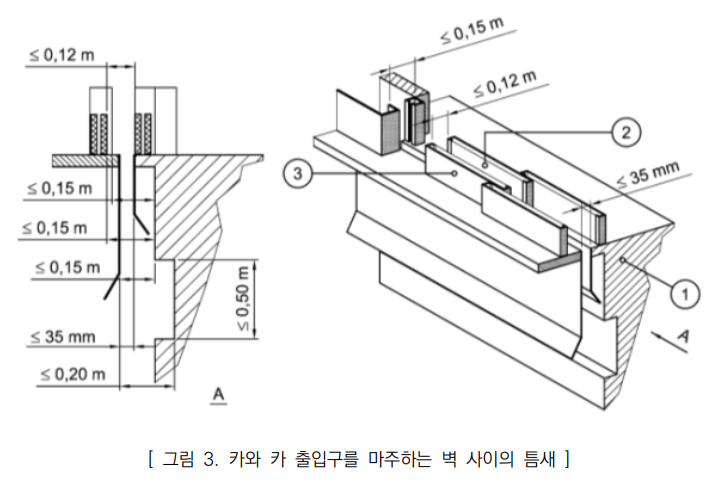 ≤ 0,12 m
≤ 0,15 m
≤ 0,15 m
≤ 0,15 m
≤ 35 mm
≤ 0,20 m
≤ 0,50 m
A
≤ 0,15 m
≤ 0,12 m
2
3
≤ 35 mm
1
A
[ 그림 3. 카와 카 출입구를 마주하는 벽 사이의 틈새 ]